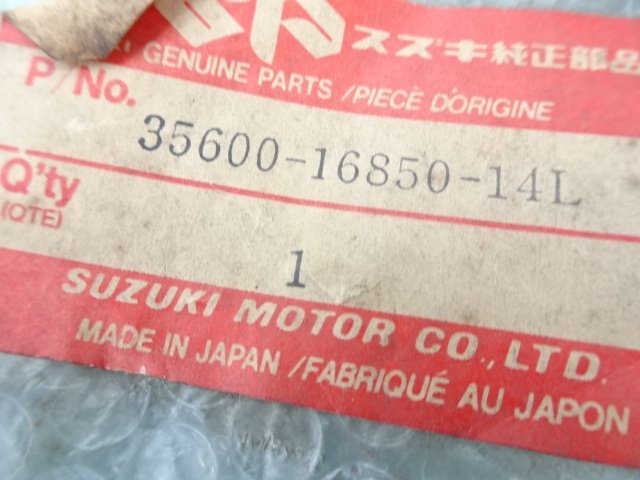 スズキ純正部品
GENUINE PARTS /PIECÈ D'ORIGINE
P/No.
35600-16850-14L
Q'ty
(QTE)
1
SUZUKI MOTOR CO., LTD.
MADE IN JAPAN /FABRIQUÉ AU JAPON